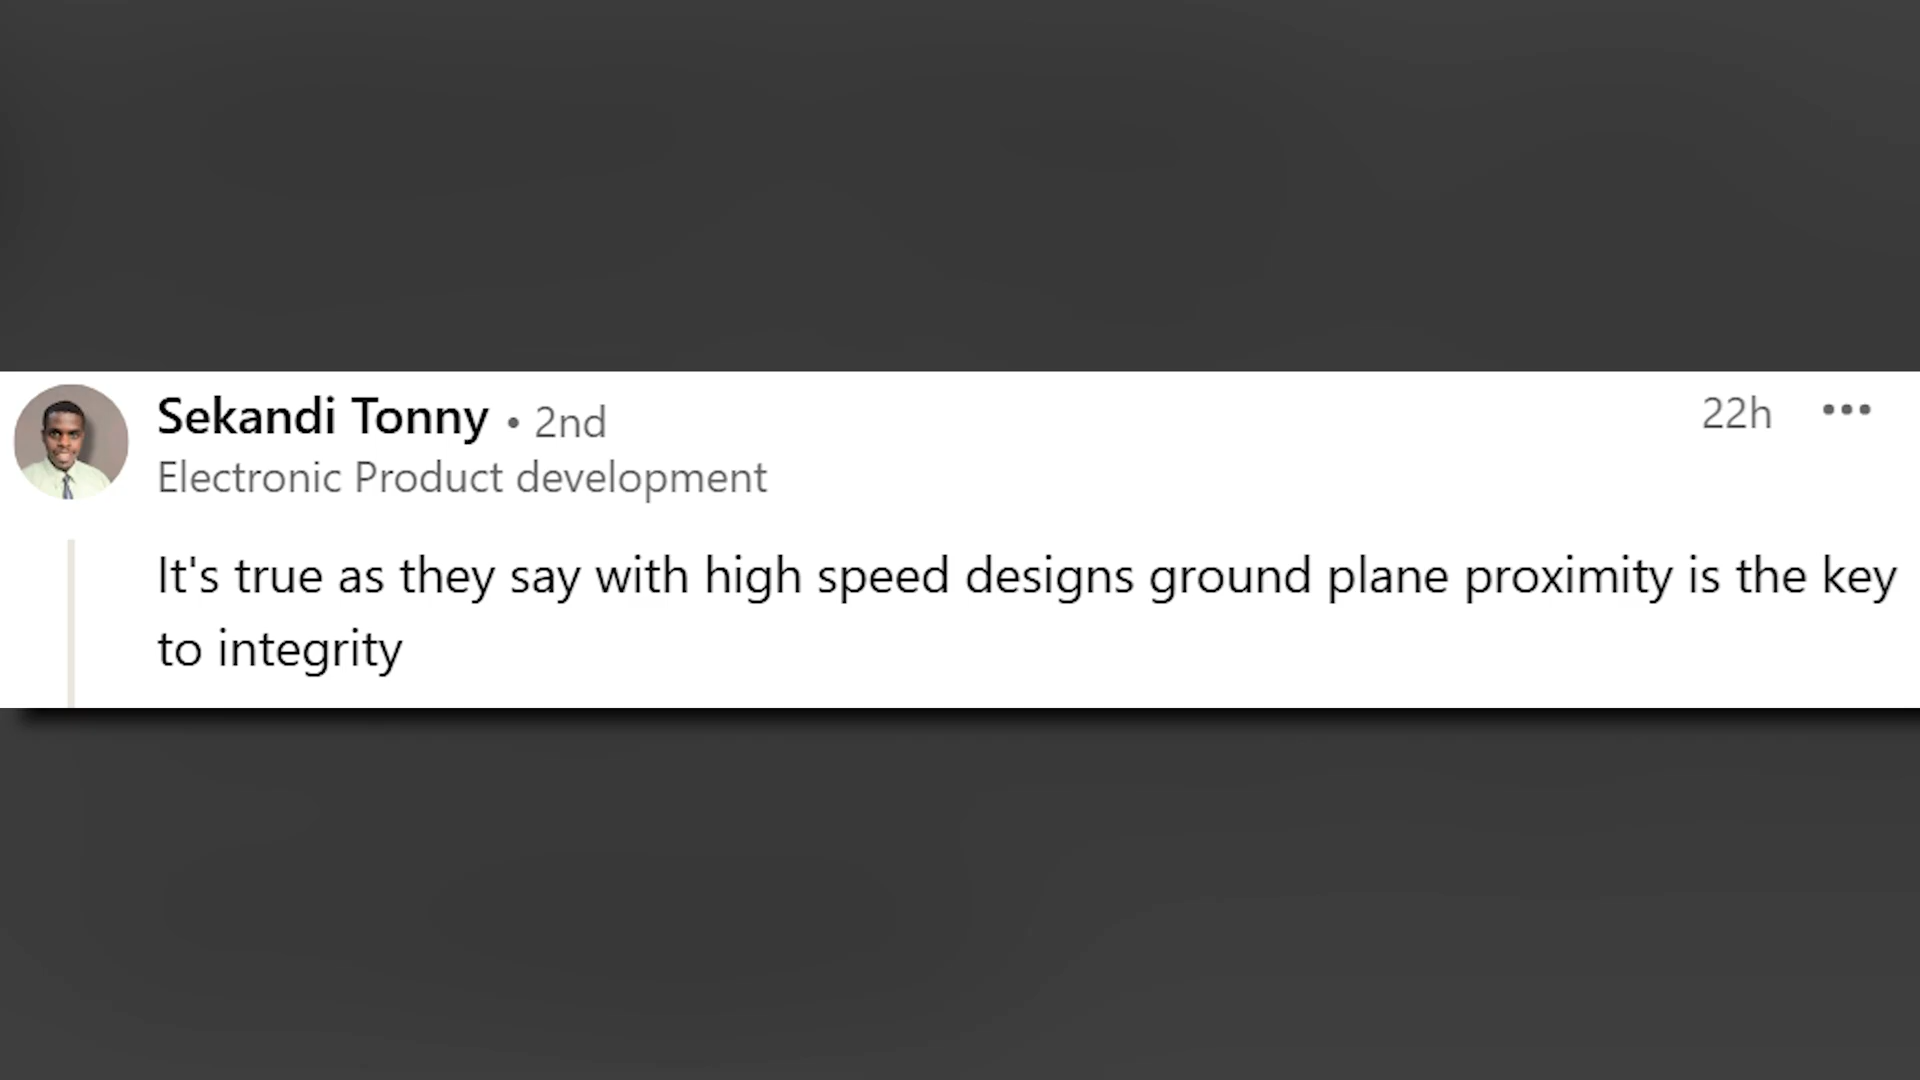 Sekandi Tonny • 2nd
22h •••
Electronic Product development
It's true as they say with high speed designs ground plane proximity is the key
to integrity